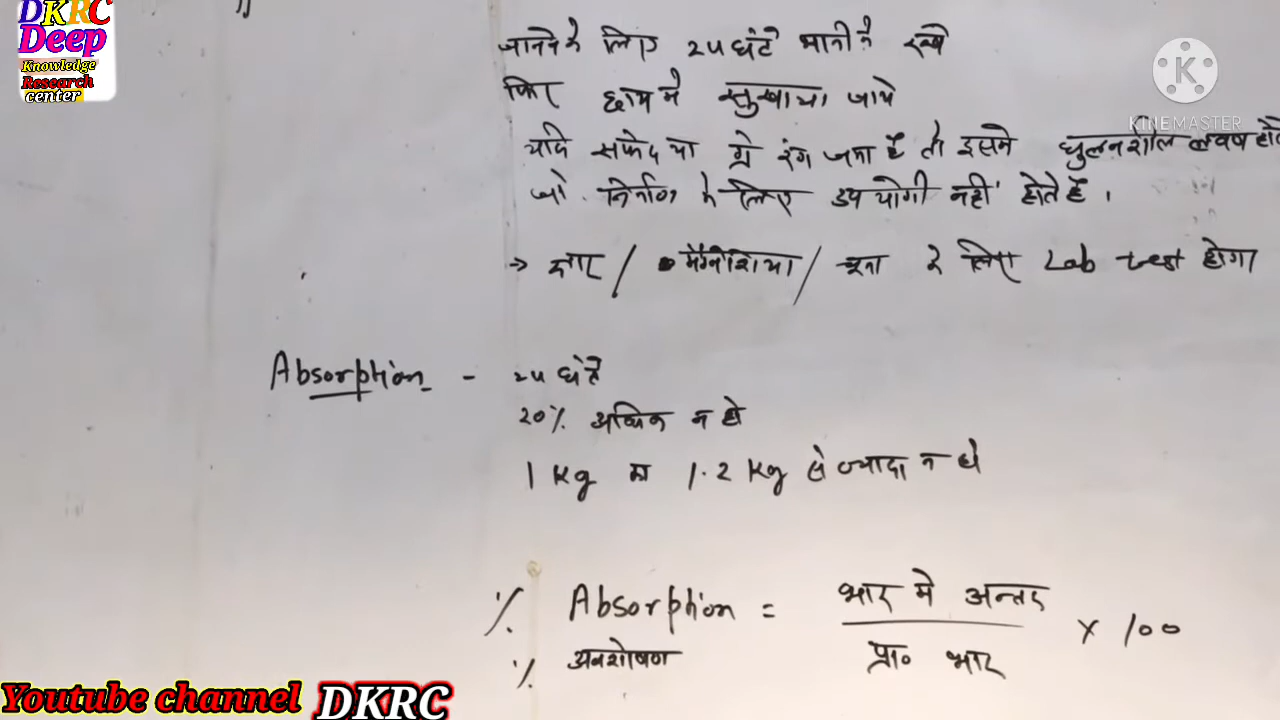 DKRC
Deep
Knowledge
Research
center
जानने के लिए 24 घंटे पानी में रखे
फिर छाप मे सुखाया जाये
K
KINEMASTER
यदि सफेद या ग्रे रंग जमा है तो इसमे घुलनशील लवण होते
जो निर्माण के लिए उपयोगी नहीं होते हैं।
→ क्षार / मैग्नेशिया / चूना के लिए Lab test होगा
Absorption - 24 घंटे
20% अधिक न हो
1 Kg का 1.2 Kg से ज्यादा न हो
% Absorption = भार मे अन्तर / प्रा० भार × 100
% अवशोषण
Youtube channel DKRC